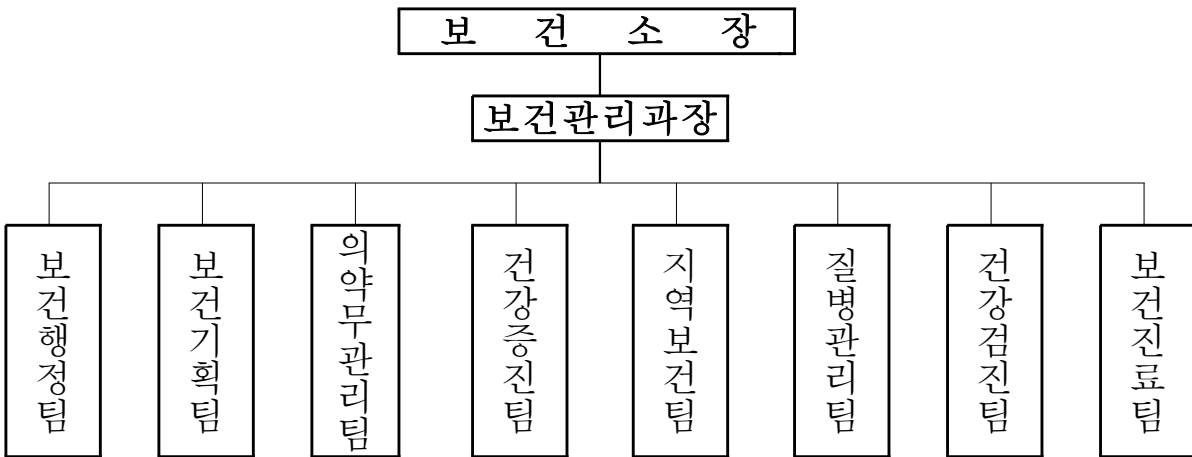 보 건 소 장
보건관리과장
보건행정팀
보건기획팀
의약무관리팀
건강증진팀
지역보건팀
질병관리팀
건강검진팀
보건진료팀